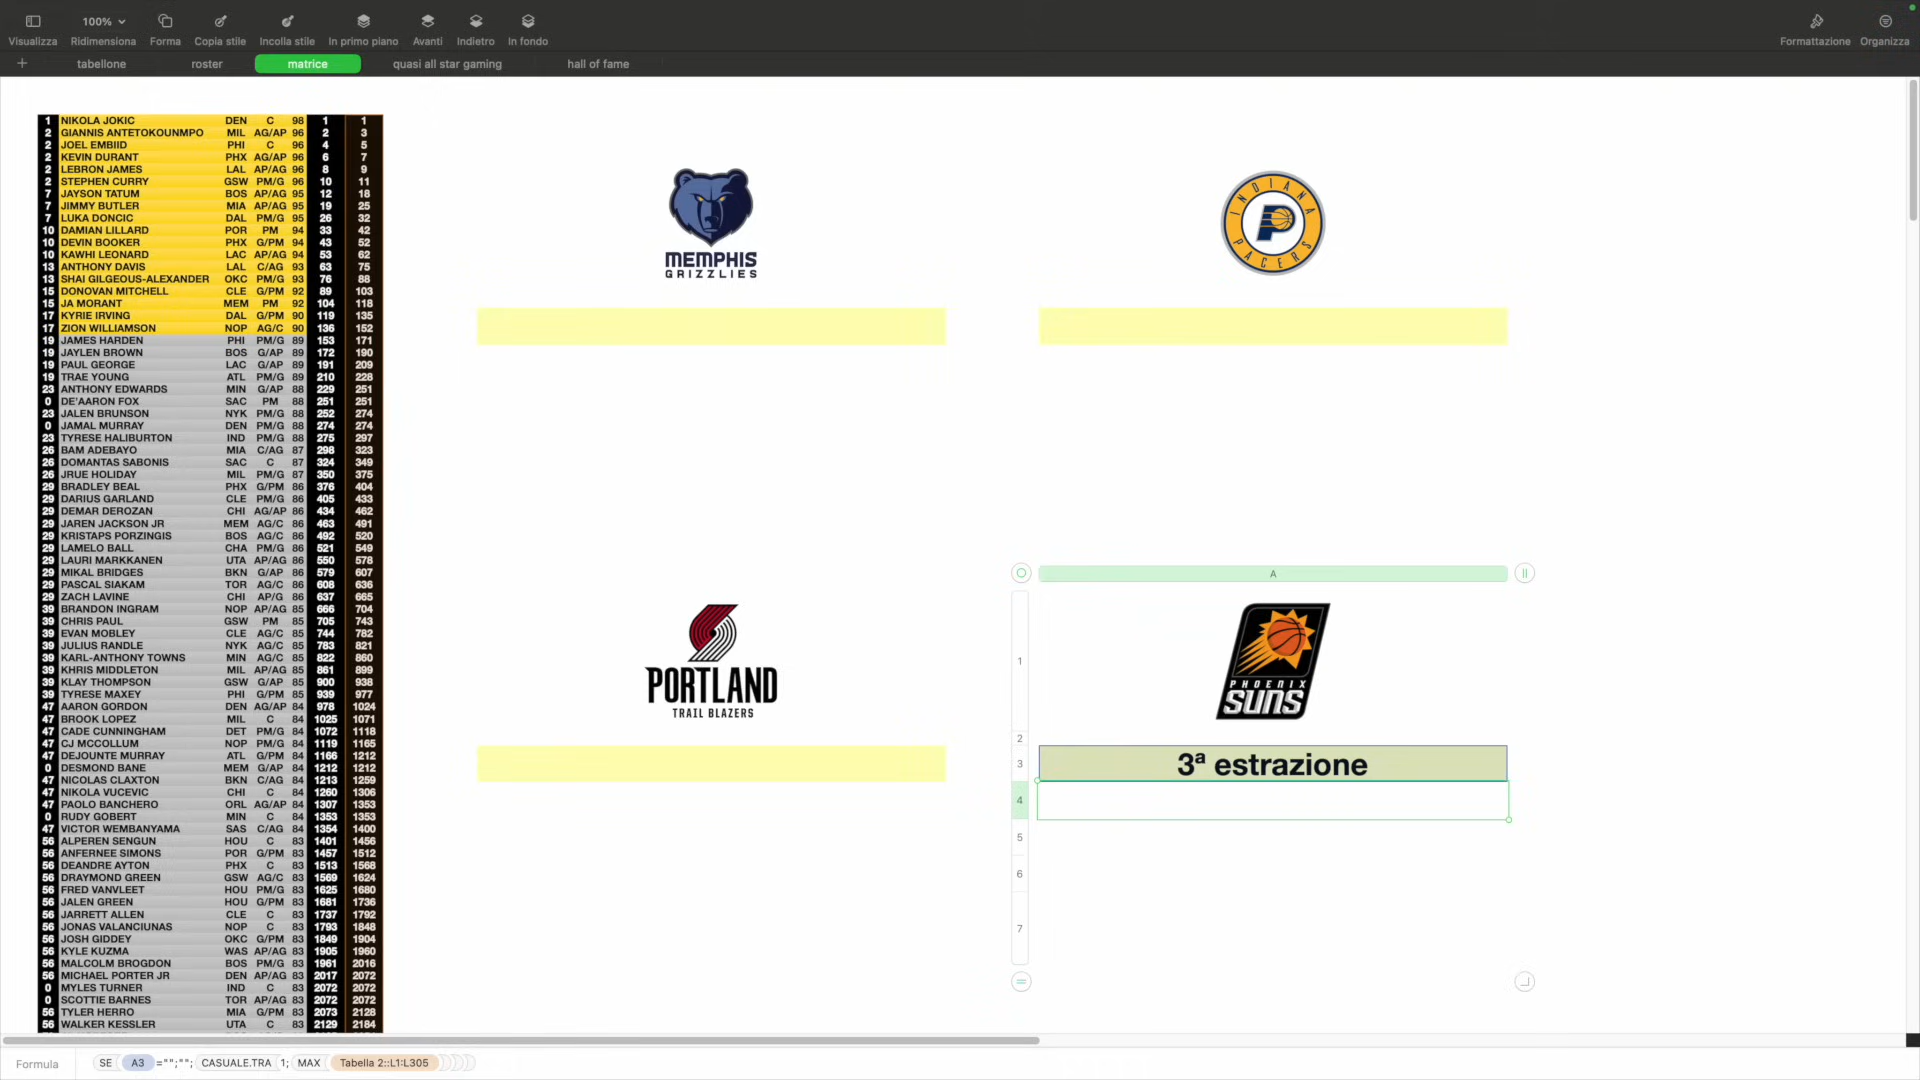 Visualizza
100%
Ridimensiona
Forma
Copia stile
Incolla stile
In primo piano
Avanti
Indietro
In fondo
Formattazione
Organizza
tabellone
roster
matrice
quasi all star gaming
hall of fame
1 NIKOLA JOKIC DEN C 98 1 1
2 GIANNIS ANTETOKOUNMPO MIL AG/AP 96 2 3
2 JOEL EMBIID PHI C 96 4 5
2 KEVIN DURANT PHX AG/AP 96 6 7
2 LEBRON JAMES LAL AP/AG 96 8 9
2 STEPHEN CURRY GSW PM/G 96 10 11
7 JAYSON TATUM BOS AP/AG 95 12 18
7 JIMMY BUTLER MIA AP/AG 95 19 25
7 LUKA DONCIC DAL PM/G 95 26 32
10 DAMIAN LILLARD POR PM 94 33 42
10 DEVIN BOOKER PHX G/PM 94 43 52
10 KAWHI LEONARD LAC AP/AG 94 53 62
13 ANTHONY DAVIS LAL C/AG 93 63 75
13 SHAI GILGEOUS-ALEXANDER OKC PM/G 93 76 88
15 DONOVAN MITCHELL CLE G/PM 92 89 103
15 JA MORANT MEM PM 92 104 118
17 KYRIE IRVING DAL G/PM 90 119 135
17 ZION WILLIAMSON NOP AG/C 90 136 152
19 JAMES HARDEN PHI PM/G 89 153 171
19 JAYLEN BROWN BOS G/AP 89 172 190
19 PAUL GEORGE LAC G/AP 89 191 209
19 TRAE YOUNG ATL PM/G 89 210 228
23 ANTHONY EDWARDS MIN G/AP 88 229 251
0 DE'AARON FOX SAC PM 88 251 251
23 JALEN BRUNSON NYK PM/G 88 252 274
0 JAMAL MURRAY DEN PM/G 88 274 274
23 TYRESE HALIBURTON IND PM/G 88 275 297
26 BAM ADEBAYO MIA C/AG 87 298 323
26 DOMANTAS SABONIS SAC C 87 324 349
26 JRUE HOLIDAY MIL PM/G 87 350 375
29 BRADLEY BEAL PHX G/PM 86 376 404
29 DARIUS GARLAND CLE PM/G 86 405 433
29 DEMAR DEROZAN CHI AG/AP 86 434 462
29 JAREN JACKSON JR MEM AG/C 86 463 491
29 KRISTAPS PORZINGIS BOS AG/C 86 492 520
29 LAMELO BALL CHA PM/G 86 521 549
29 LAURI MARKKANEN UTA AP/AG 86 550 578
29 MIKAL BRIDGES BKN G/AP 86 579 607
29 PASCAL SIAKAM TOR AG/C 86 608 636
29 ZACH LAVINE CHI AP/G 86 637 665
39 BRANDON INGRAM NOP AP/AG 85 666 704
39 CHRIS PAUL GSW PM 85 705 743
39 EVAN MOBLEY CLE AG/C 85 744 782
39 JULIUS RANDLE NYK AG/C 85 783 821
39 KARL-ANTHONY TOWNS MIN AG/C 85 822 860
39 KHRIS MIDDLETON MIL AP/AG 85 861 899
39 KLAY THOMPSON GSW G/AP 85 900 938
39 TYRESE MAXEY PHI G/PM 85 939 977
47 AARON GORDON DEN AG/AP 84 978 1024
47 BROOK LOPEZ MIL C 84 1025 1071
47 CADE CUNNINGHAM DET PM/G 84 1072 1118
47 CJ MCCOLLUM NOP PM/G 84 1119 1165
47 DEJOUNTE MURRAY ATL G/PM 84 1166 1212
0 DESMOND BANE MEM G/AP 84 1212 1212
47 NICOLAS CLAXTON BKN C/AG 84 1213 1259
47 NIKOLA VUCEVIC CHI C 84 1260 1306
47 PAOLO BANCHERO ORL AG/AP 84 1307 1353
0 RUDY GOBERT MIN C 84 1353 1353
47 VICTOR WEMBANYAMA SAS C/AG 84 1354 1400
56 ALPEREN SENGUN HOU C 83 1401 1456
56 ANFERNEE SIMONS POR G/PM 83 1457 1512
56 DEANDRE AYTON PHX C 83 1513 1568
56 DRAYMOND GREEN GSW AG/C 83 1569 1624
56 FRED VANVLEET HOU PM/G 83 1625 1680
56 JALEN GREEN HOU G/PM 83 1681 1736
56 JARRETT ALLEN CLE C 83 1737 1792
56 JONAS VALANCIUNAS NOP C 83 1793 1848
56 JOSH GIDDEY OKC G/PM 83 1849 1904
56 KYLE KUZMA WAS AP/AG 83 1905 1960
56 MALCOLM BROGDON BOS PM/G 83 1961 2016
56 MICHAEL PORTER JR DEN AP/AG 83 2017 2072
0 MYLES TURNER IND C 83 2072 2072
0 SCOTTIE BARNES TOR AP/AG 83 2072 2072
56 TYLER HERRO MIA G/PM 83 2073 2128
56 WALKER KESSLER UTA C 83 2129 2184
MEMPHIS
GRIZZLIES
INDIANA
PACERS
PORTLAND
TRAIL BLAZERS
A
1
PHOENIX
SUNS
2
3
3ª estrazione
4
5
6
7
Formula
SE A3 ="";""; CASUALE.TRA 1; MAX Tabella 2::L1:L305